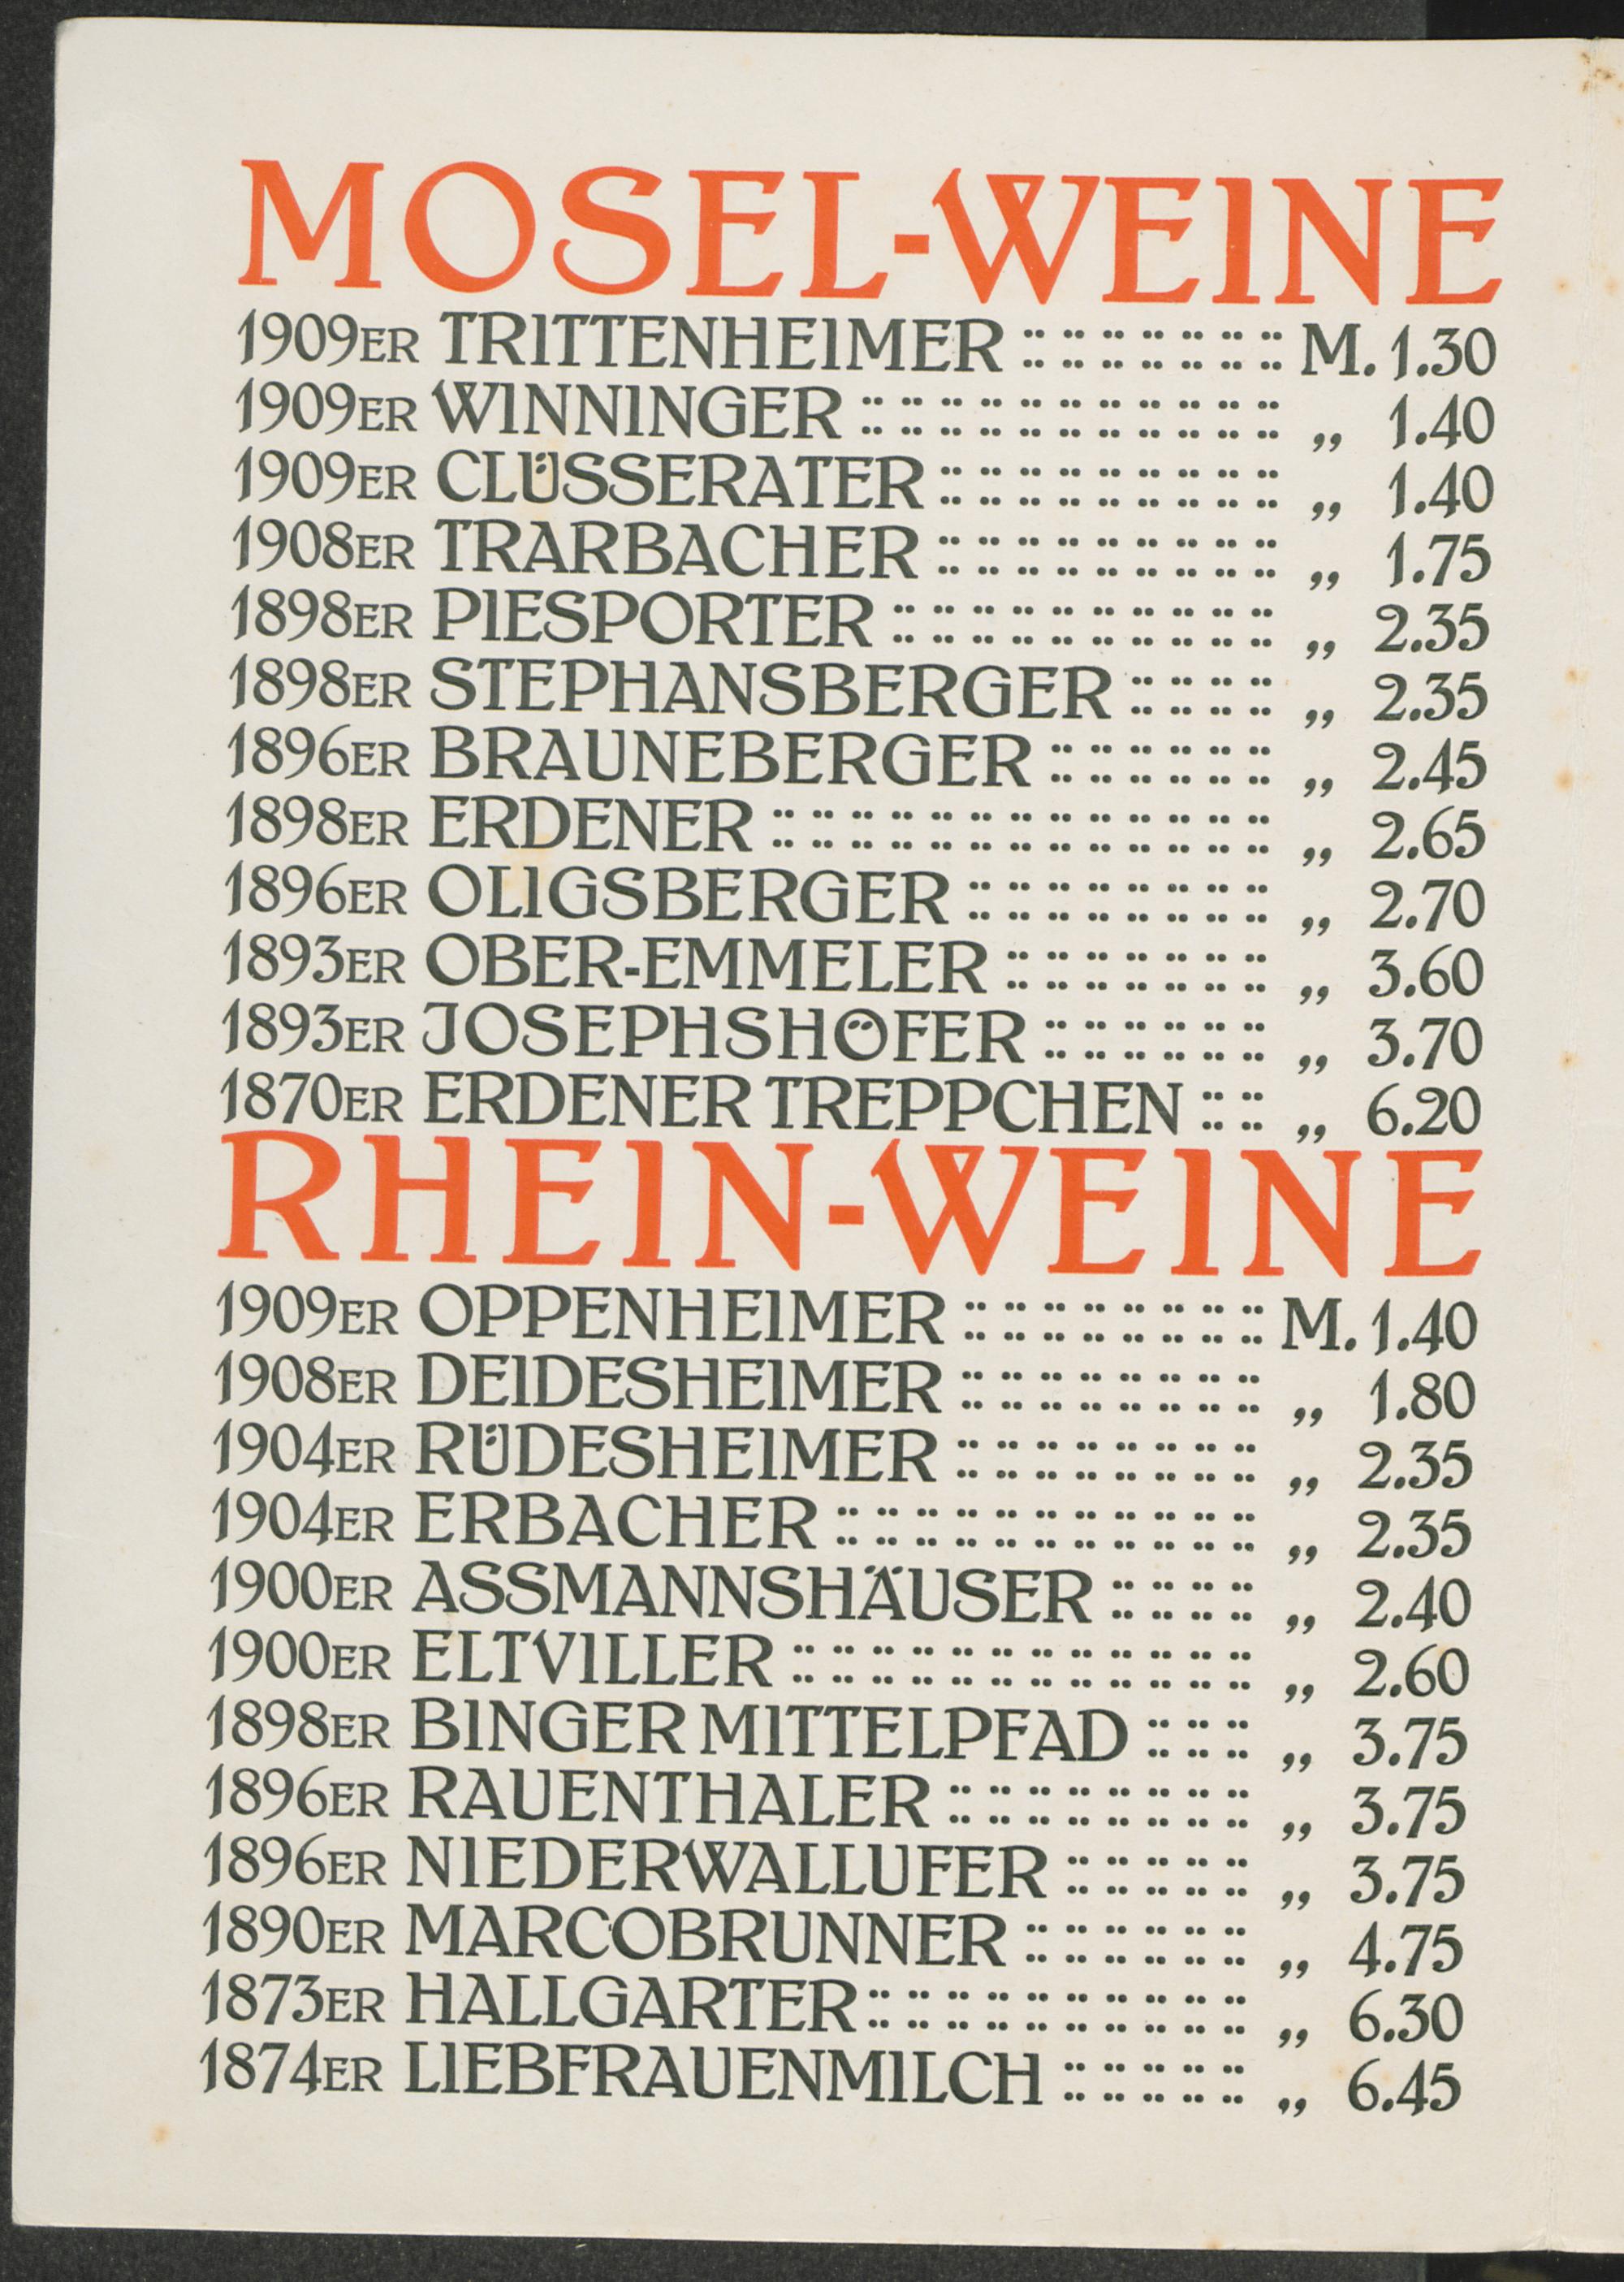 MOSEL-WEINE
1909ER TRITTENHEIMER :: :: :: :: :: :: :: M. 1.30
1909ER WINNINGER :: :: :: :: :: :: :: :: :: :: :: „ 1.40
1909ER CLÜSSERATER :: :: :: :: :: :: :: :: :: „ 1.40
1908ER TRARBACHER :: :: :: :: :: :: :: :: :: „ 1.75
1898ER PIESPORTER :: :: :: :: :: :: :: :: :: :: „ 2.35
1898ER STEPHANSBERGER :: :: :: :: „ 2.35
1896ER BRAUNEBERGER :: :: :: :: :: :: „ 2.45
1898ER ERDENER :: :: :: :: :: :: :: :: :: :: :: :: :: „ 2.65
1896ER OLIGSBERGER :: :: :: :: :: :: :: :: „ 2.70
1893ER OBER-EMMELER :: :: :: :: :: :: :: „ 3.60
1893ER JOSEPHSHÖFER :: :: :: :: :: :: „ 3.70
1870ER ERDENER TREPPCHEN :: :: „ 6.20
RHEIN-WEINE
1909ER OPPENHEIMER :: :: :: :: :: :: :: :: M. 1.40
1908ER DEIDESHEIMER :: :: :: :: :: :: :: :: „ 1.80
1904ER RÜDESHEIMER :: :: :: :: :: :: :: :: „ 2.35
1904ER ERBACHER :: :: :: :: :: :: :: :: :: :: :: „ 2.35
1900ER ASSMANNSHÄUSER :: :: :: :: „ 2.40
1900ER ELTVILLER :: :: :: :: :: :: :: :: :: :: :: :: „ 2.60
1898ER BINGER MITTELPFAD :: :: :: „ 3.75
1896ER RAUENTHALER :: :: :: :: :: :: :: :: „ 3.75
1896ER NIEDERWALLUFER :: :: :: :: :: „ 3.75
1890ER MARCOBRUNNER :: :: :: :: :: :: „ 4.75
1873ER HALLGARTER :: :: :: :: :: :: :: :: :: :: „ 6.30
1874ER LIEBFRAUENMILCH :: :: :: :: :: „ 6.45